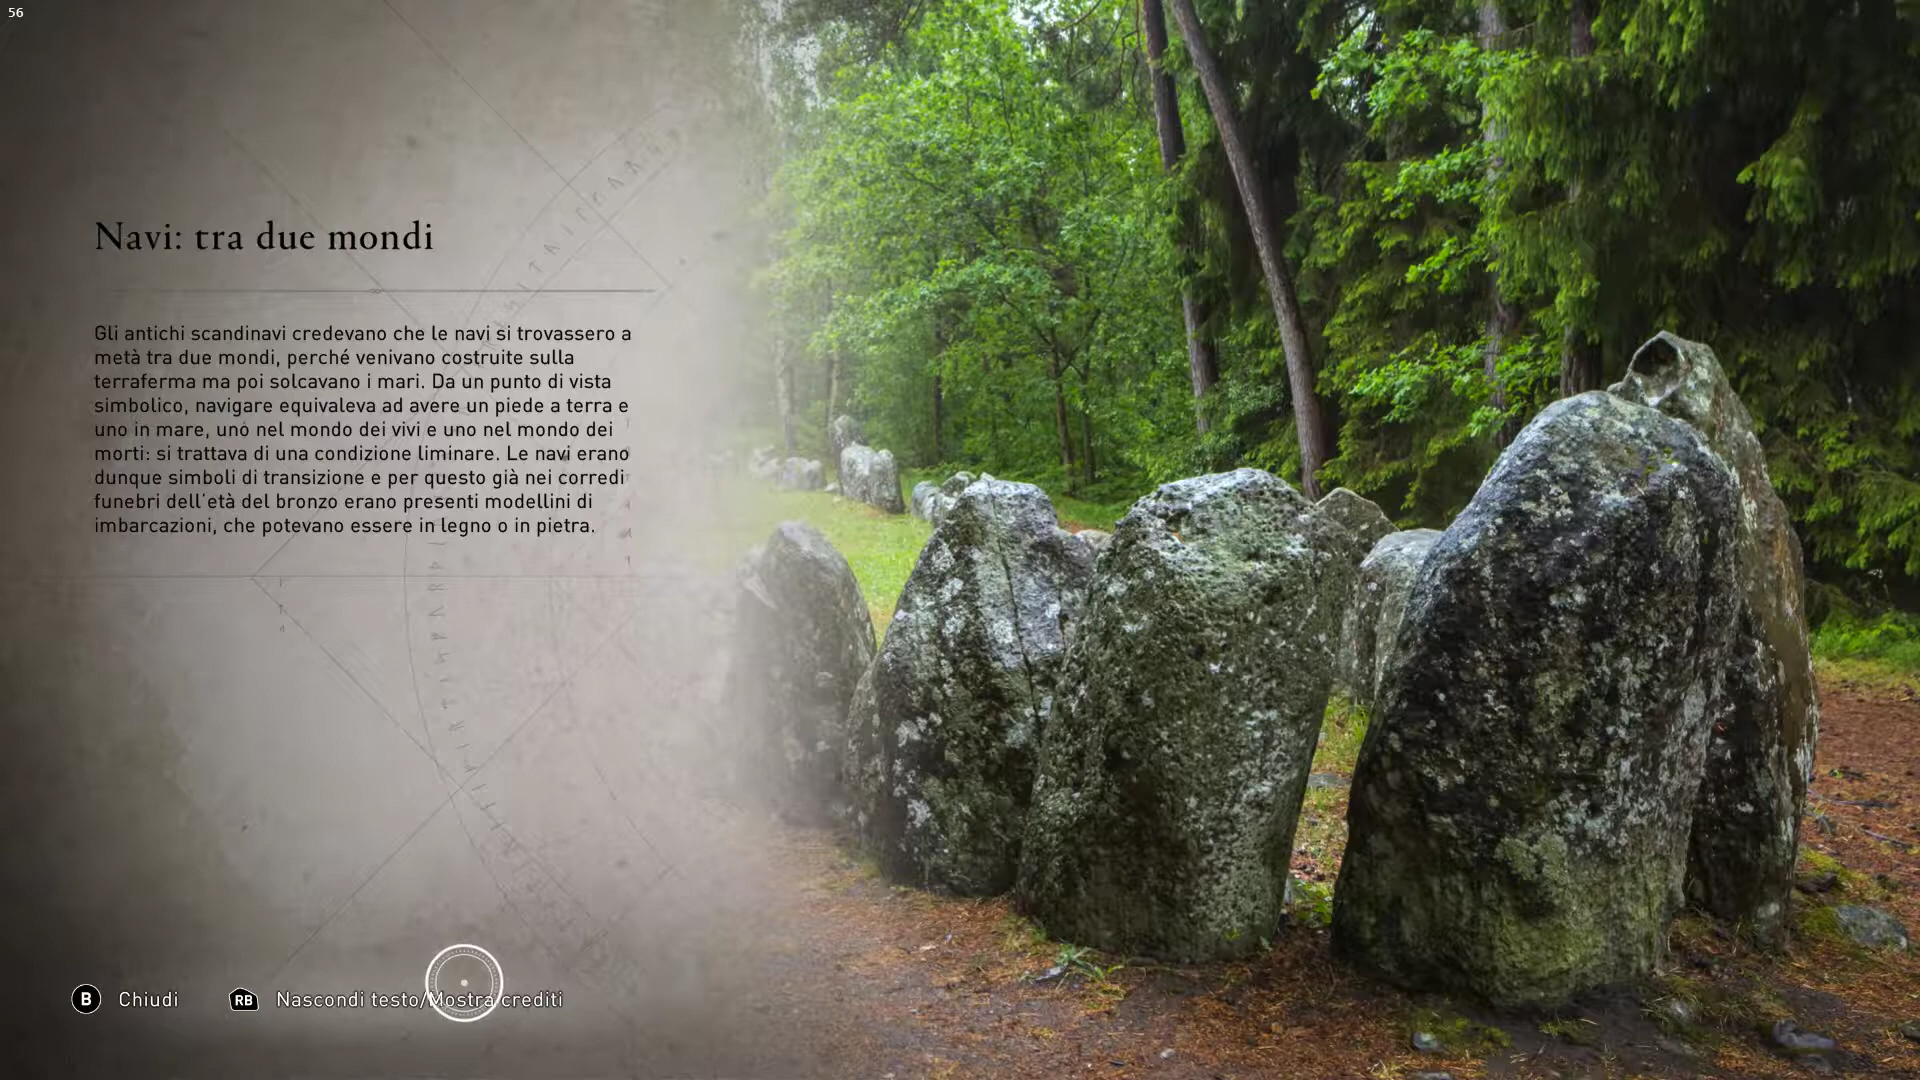 56
Navi: tra due mondi
Gli antichi scandinavi credevano che le navi si trovassero a
metà tra due mondi, perché venivano costruite sulla
terraferma ma poi solcavano i mari. Da un punto di vista
simbolico, navigare equivaleva ad avere un piede a terra e
uno in mare, uno nel mondo dei vivi e uno nel mondo dei
morti: si trattava di una condizione liminare. Le navi erano
dunque simboli di transizione e per questo già nei corredi
funebri dell'età del bronzo erano presenti modellini di
imbarcazioni, che potevano essere in legno o in pietra.
B Chiudi RB Nascondi testo/Mostra crediti